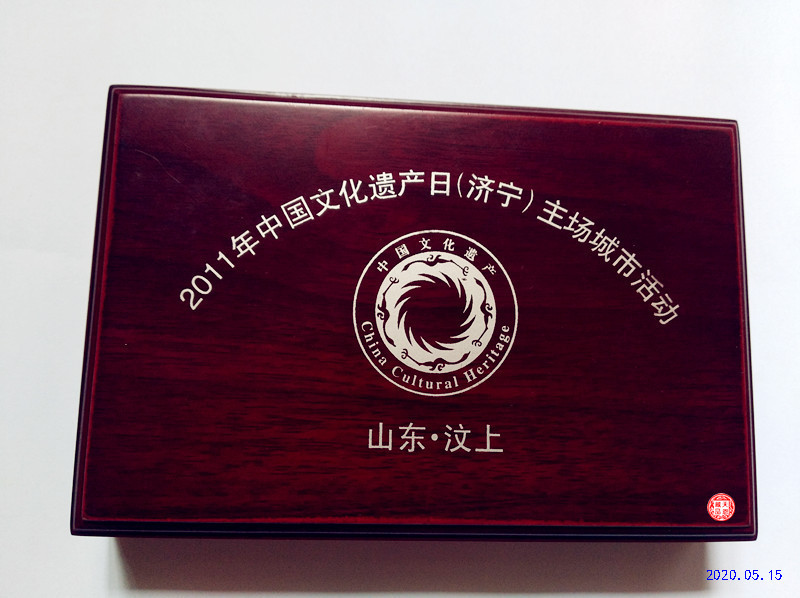 2011年中国文化遗产日(济宁)主场城市活动
中国文化遗产
China Cultural Heritage
山东·汶上
2020.05.15